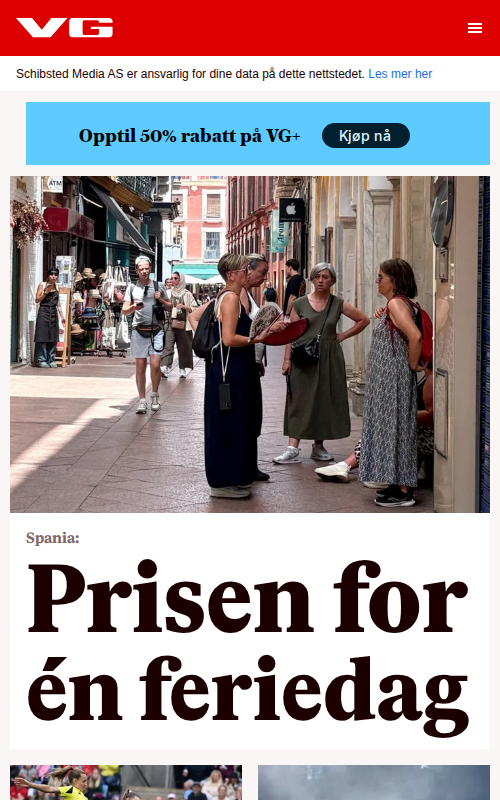 VG
Schibsted Media AS er ansvarlig for dine data på dette nettstedet. Les mer her
Opptil 50% rabatt på VG+
Kjøp nå
ATM
Spania:
Prisen for
én feriedag